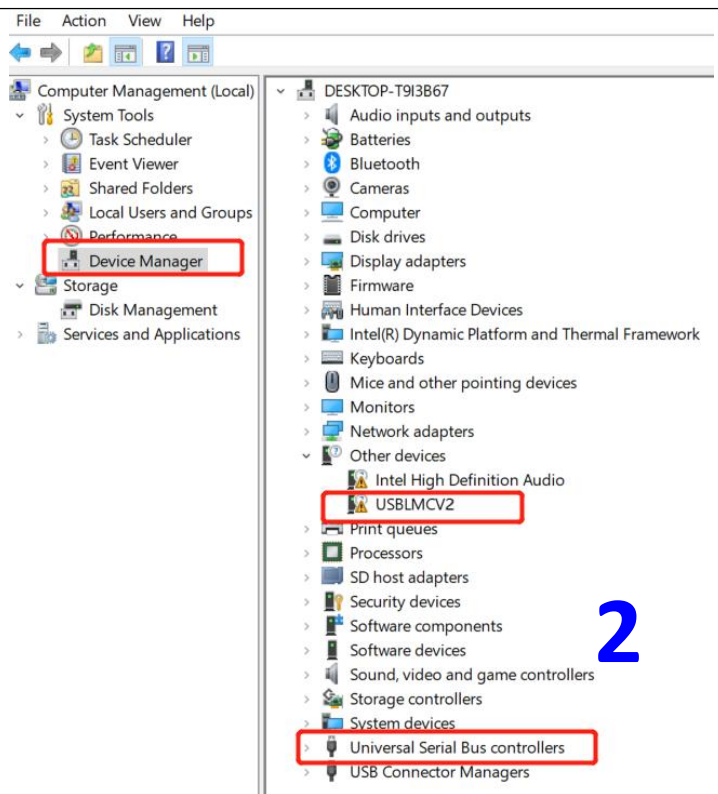 File Action View Help
Computer Management (Local)
System Tools
Task Scheduler
Event Viewer
Shared Folders
Local Users and Groups
Performance
Device Manager
Storage
Disk Management
Services and Applications
DESKTOP-T9I3B67
Audio inputs and outputs
Batteries
Bluetooth
Cameras
Computer
Disk drives
Display adapters
Firmware
Human Interface Devices
Intel(R) Dynamic Platform and Thermal Framework
Keyboards
Mice and other pointing devices
Monitors
Network adapters
Other devices
Intel High Definition Audio
USBLMCV2
Print queues
Processors
SD host adapters
Security devices
Software components
Software devices
Sound, video and game controllers
Storage controllers
System devices
Universal Serial Bus controllers
USB Connector Managers
2